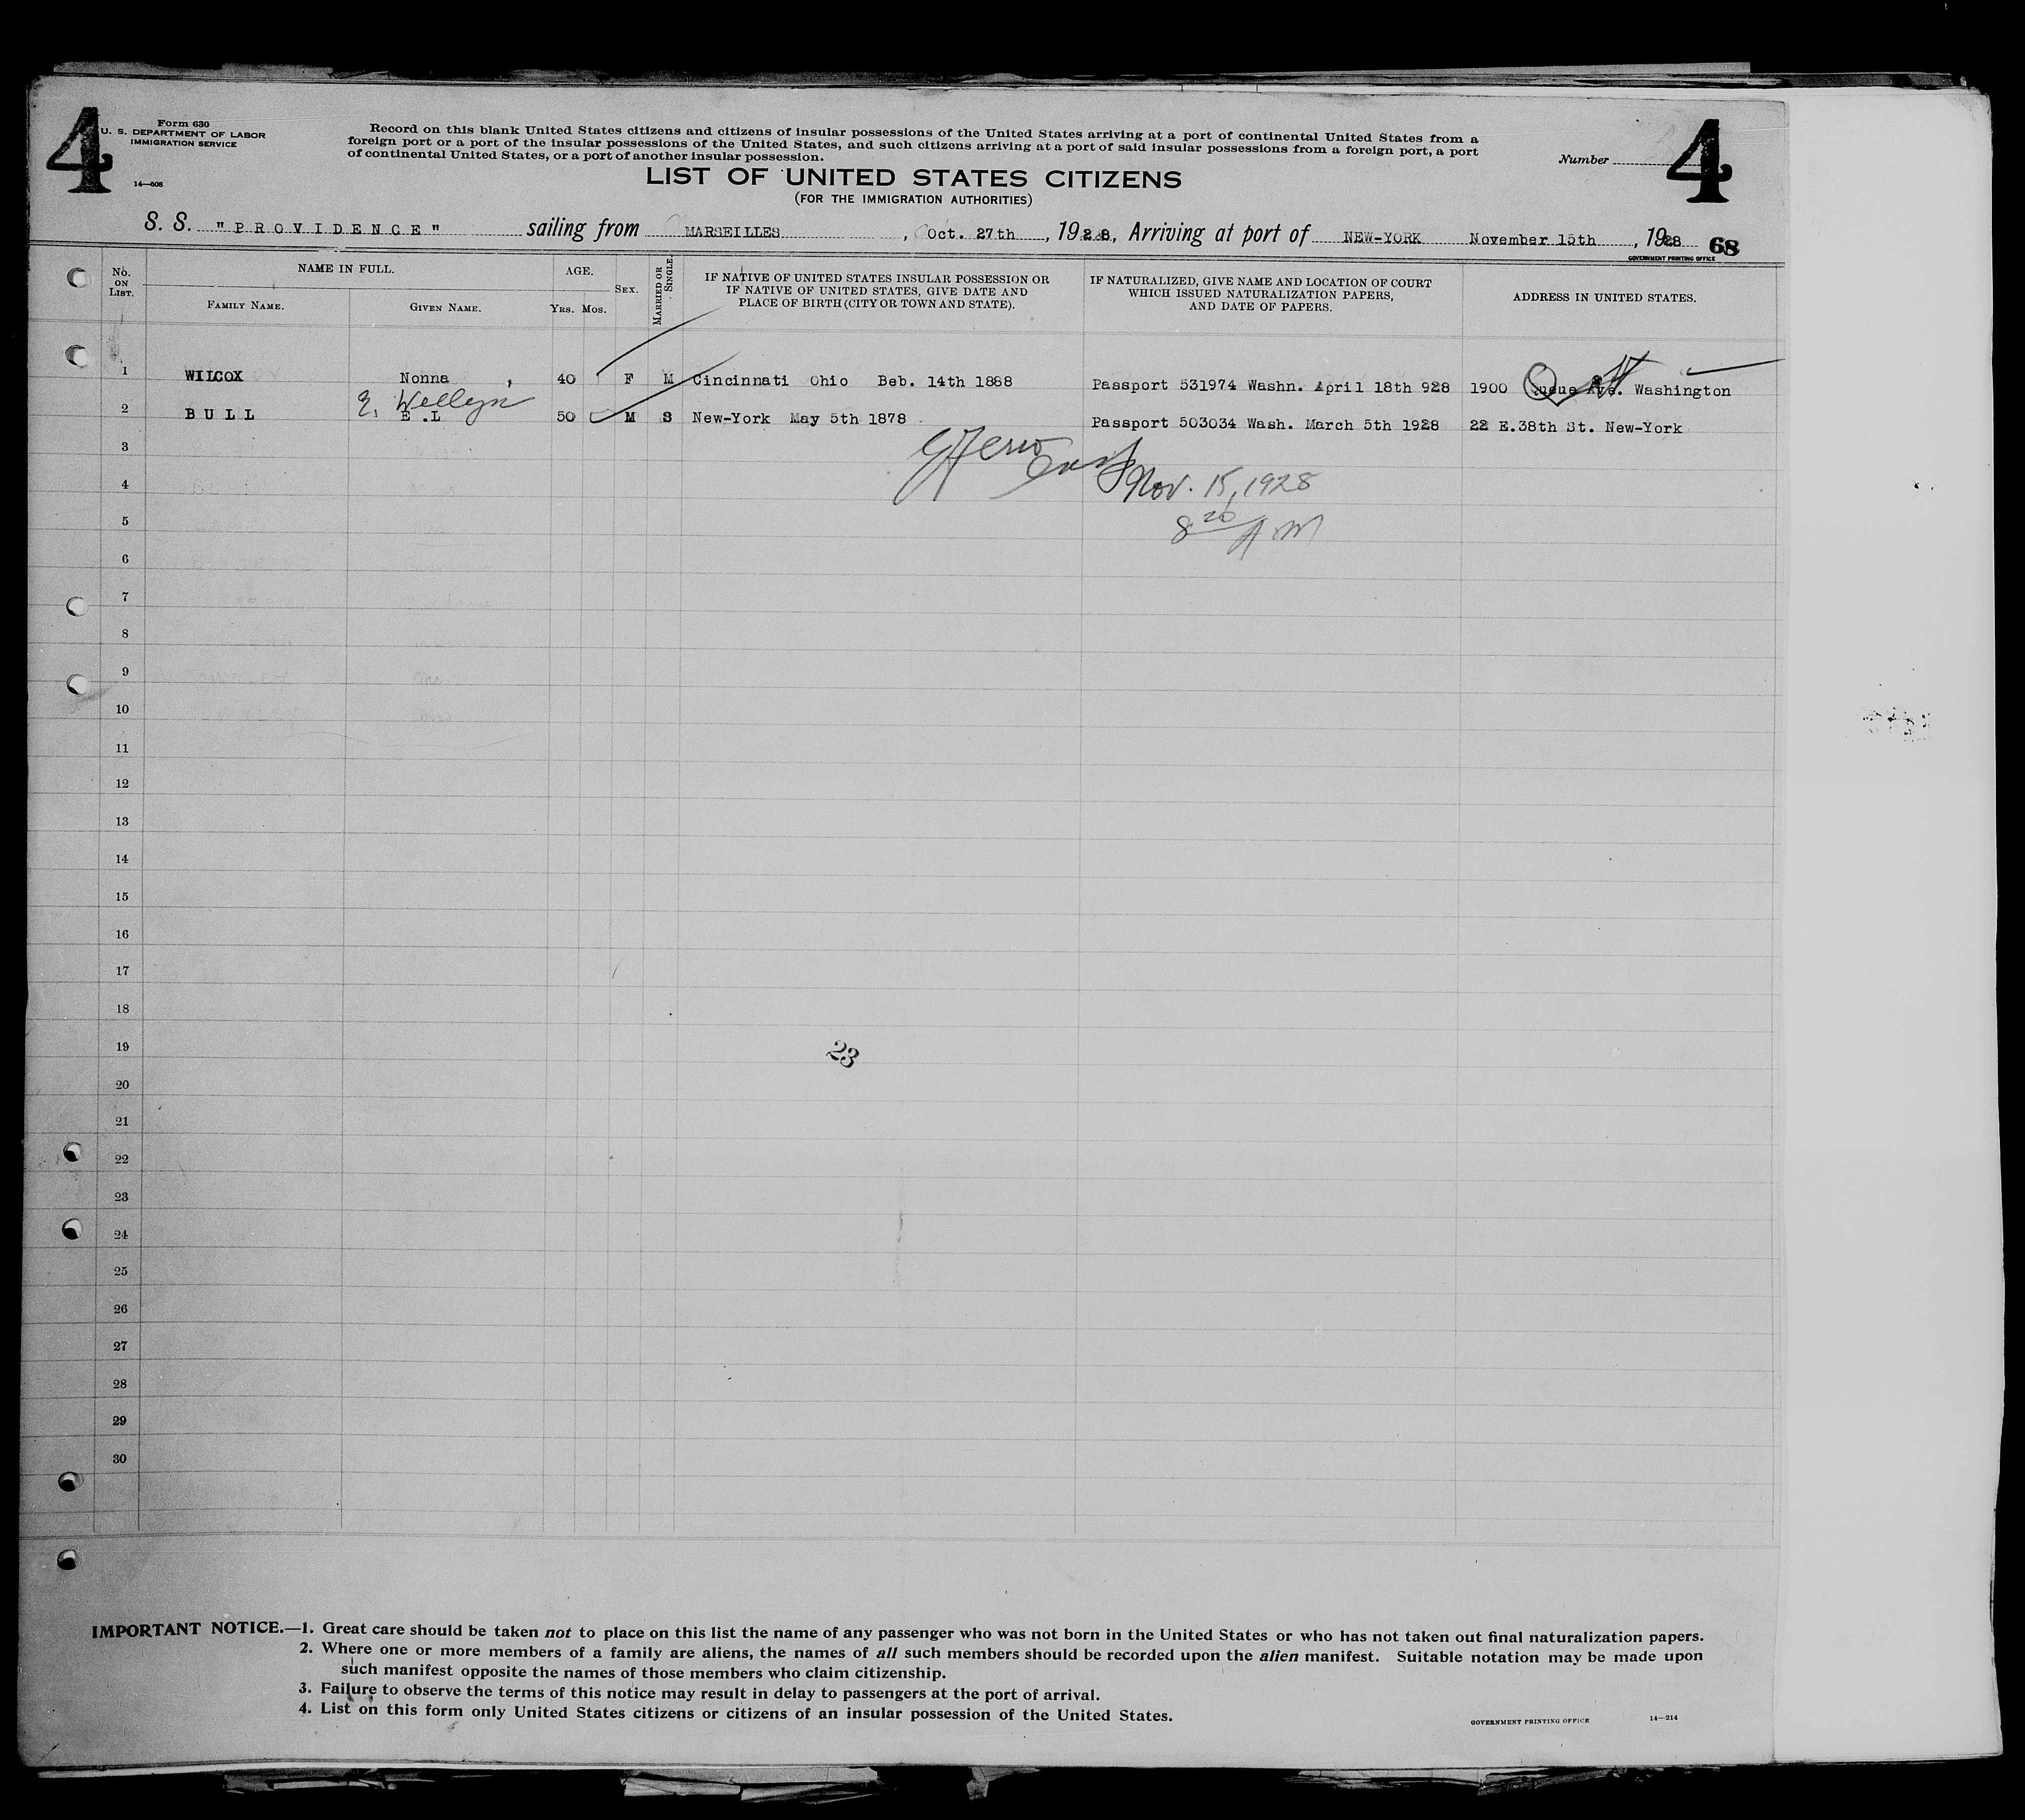 4
Form 630
U. S. DEPARTMENT OF LABOR
IMMIGRATION SERVICE
14—608
Record on this blank United States citizens and citizens of insular possessions of the United States arriving at a port of continental United States from a
foreign port or a port of the insular possessions of the United States, and such citizens arriving at a port of said insular possessions from a foreign port, a port
of continental United States, or a port of another insular possession.
Number
4
LIST OF UNITED STATES CITIZENS
(FOR THE IMMIGRATION AUTHORITIES)
S. S. "PROVIDENCE" sailing from MARSEILLES, Oct. 27th, 1928, Arriving at port of NEW-YORK November 15th, 1928 68
GOVERNMENT PRINTING OFFICE
No. ON LIST.
NAME IN FULL.
FAMILY NAME.
GIVEN NAME.
AGE.
YRS. MOS.
SEX.
MARRIED OR SINGLE.
IF NATIVE OF UNITED STATES INSULAR POSSESSION OR
IF NATIVE OF UNITED STATES, GIVE DATE AND
PLACE OF BIRTH (CITY OR TOWN AND STATE).
IF NATURALIZED, GIVE NAME AND LOCATION OF COURT
WHICH ISSUED NATURALIZATION PAPERS,
AND DATE OF PAPERS.
ADDRESS IN UNITED STATES.
1 WILCOX Nonna , 40 F M Cincinnati Ohio Beb. 14th 1888 Passport 531974 Washn. April 18th 928 1900 Washington
E. Wellyn
2 BULL E .L 50 M S New-York May 5th 1878 Passport 503034 Wash. March 5th 1928 22 E.38th St. New-York
3
4 Nov. 15, 1928
5 8 20 A M
6
7
8
9
10
11
12
13
14
15
16
17
18
19 23
20
21
22
23
24
25
26
27
28
29
30
IMPORTANT NOTICE.—1. Great care should be taken not to place on this list the name of any passenger who was not born in the United States or who has not taken out final naturalization papers.
2. Where one or more members of a family are aliens, the names of all such members should be recorded upon the alien manifest. Suitable notation may be made upon
such manifest opposite the names of those members who claim citizenship.
3. Failure to observe the terms of this notice may result in delay to passengers at the port of arrival.
4. List on this form only United States citizens or citizens of an insular possession of the United States.
GOVERNMENT PRINTING OFFICE 14—214